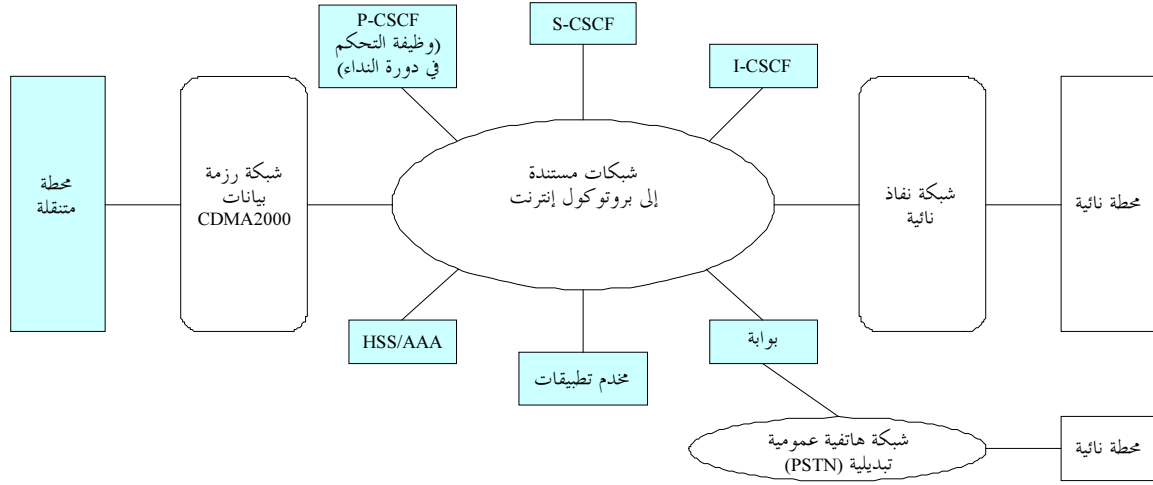 P-CSCF
(وظيفة التحكم
في دورة النداء)
S-CSCF
I-CSCF
محطة
متنقلة
شبكة رزمة
بيانات
CDMA2000
شبكات مستندة
إلى بروتوكول إنترنت
شبكة نفاذ
نائية
محطة نائية
HSS/AAA
مخدم تطبيقات
بوابة
شبكة هاتفية عمومية
تبديلية (PSTN)
محطة نائية